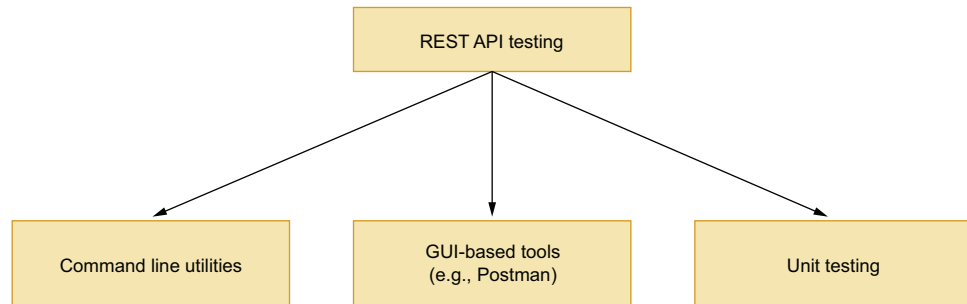 REST API testing
Command line utilities
GUI-based tools
(e.g., Postman)
Unit testing